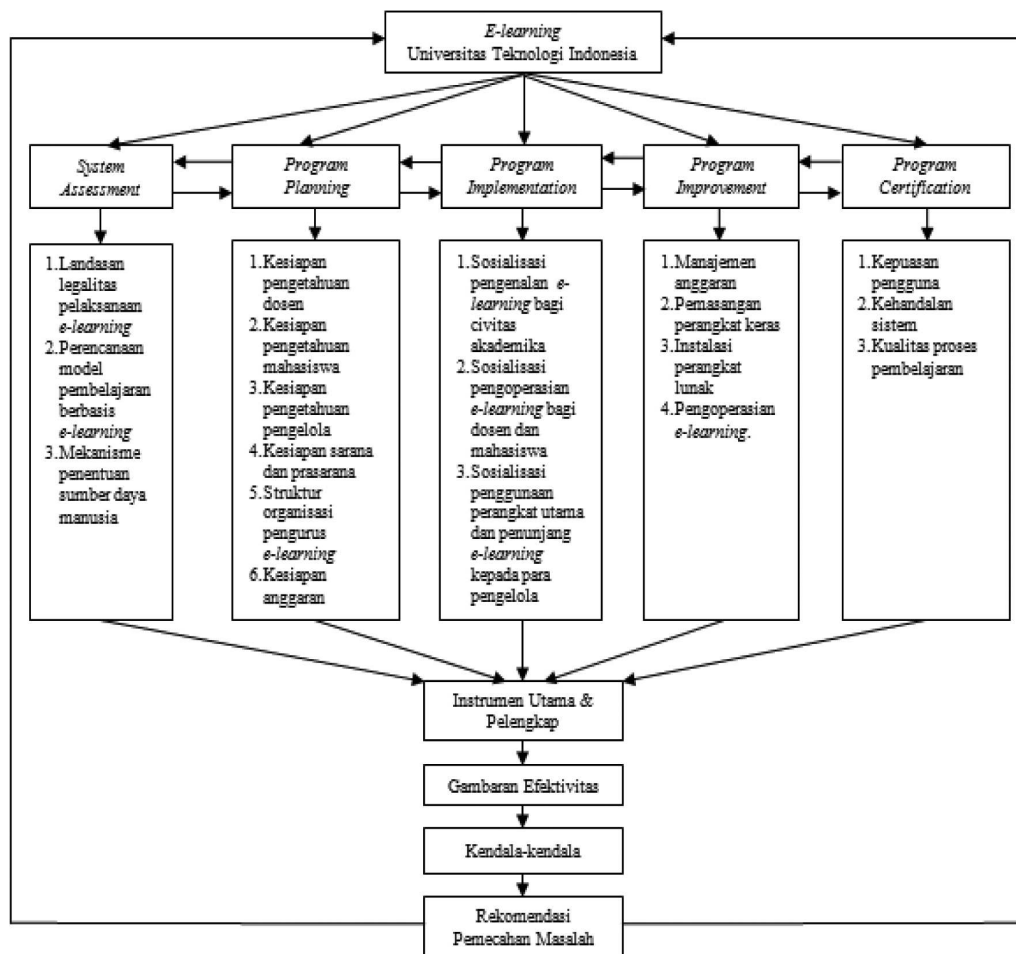 E-learning
Universitas Teknologi Indonesia
System
Assessment
Program
Planning
Program
Implementation
Program
Improvement
Program
Certification
1.Landasan
legalitas
pelaksanaan
e-learning
2.Perencanaan
model
pembelajaran
berbasis
e-learning
3.Mekanisme
penentuan
sumber daya
manusia
1.Kesiapan
pengetahuan
dosen
2.Kesiapan
pengetahuan
mahasiswa
3.Kesiapan
pengetahuan
pengelola
4.Kesiapan sarana
dan prasarana
5.Struktur
organisasi
pengurus
e-learning
6.Kesiapan
anggaran
1.Sosialisasi
pengenalan e-
learning bagi
civitas
akademika
2.Sosialisasi
pengoperasian
e-learning bagi
dosen dan
mahasiswa
3.Sosialisasi
penggunaan
perangkat utama
dan penunjang
e-learning
kepada para
pengelola
1.Manajemen
anggaran
2.Pemasangan
perangkat keras
3.Instalasi
perangkat
lunak
4.Pengoperasian
e-learning.
1.Kepuasan
pengguna
2.Kehandalan
sistem
3.Kualitas proses
pembelajaran
Instrumen Utama &
Pelengkap
Gambaran Efektivitas
Kendala-kendala
Rekomendasi
Pemecahan Masalah